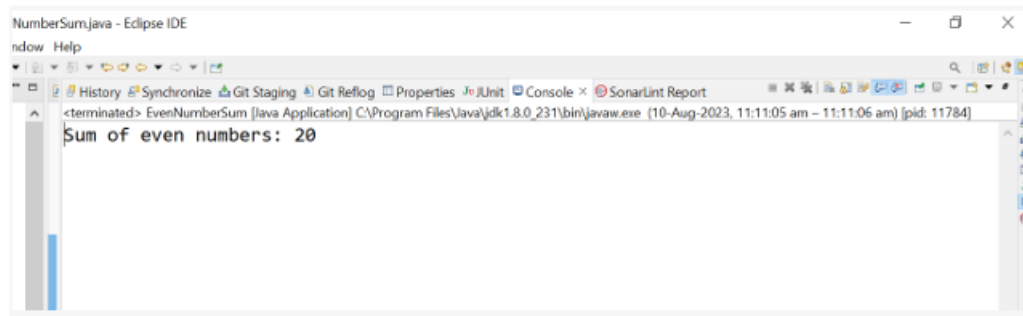 NumberSum.java - Eclipse IDE
ndow Help
History Synchronize Git Staging Git Reflog Properties JUnit Console SonarLint Report
<terminated> EvenNumberSum [Java Application] C:\Program Files\Java\jdk1.8.0_231\bin\javaw.exe (10-Aug-2023, 11:11:05 am – 11:11:06 am) [pid: 11784]
Sum of even numbers: 20